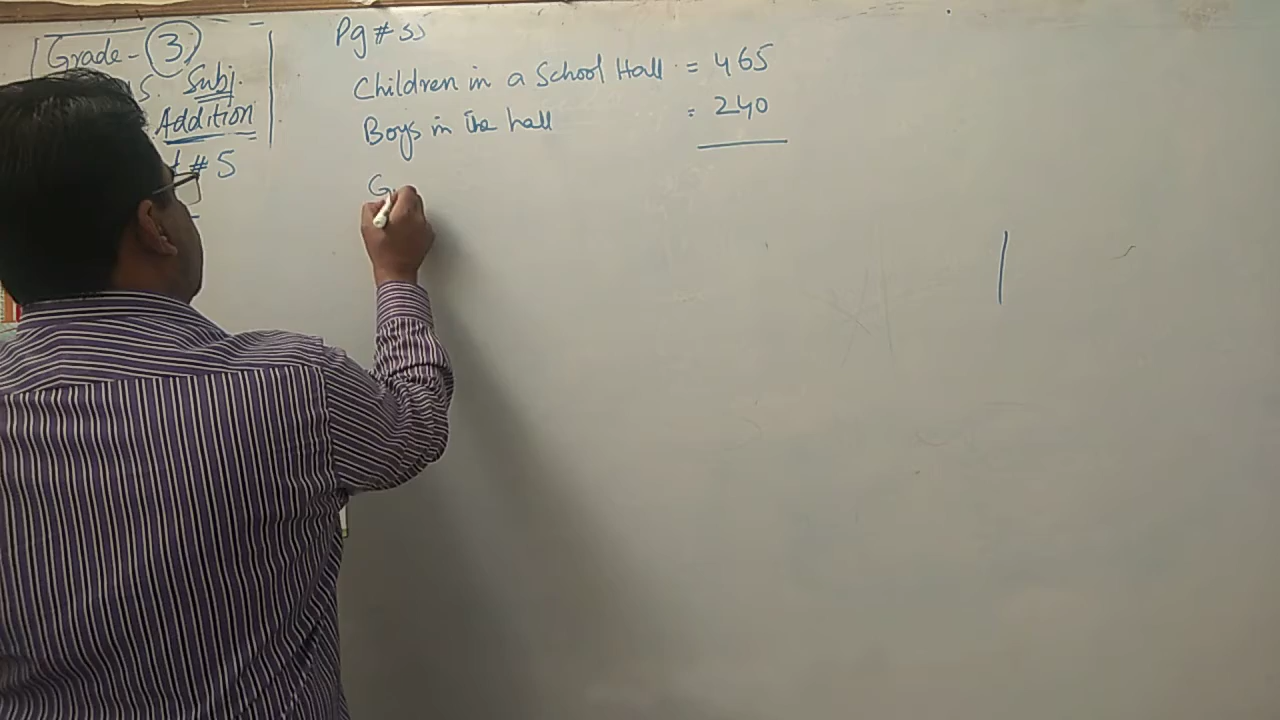 Grade - 3
S. Subj.
Addition
# 5
Pg # 55
Children in a School Hall = 465
Boys in the hall = 240
G